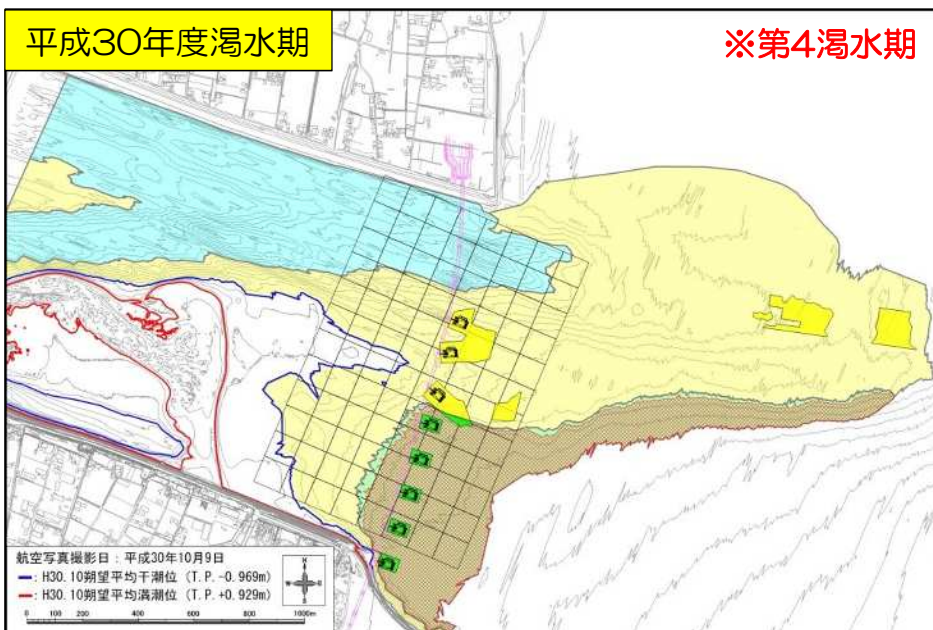 平成30年度渇水期
※第4渇水期
航空写真撮影日：平成30年10月9日
：H30.10朔望平均干潮位（T.P.-0.969m）
：H30.10朔望平均満潮位（T.P.+0.929m）
0 100 200 400 600 800 1000m
N
W
E
S